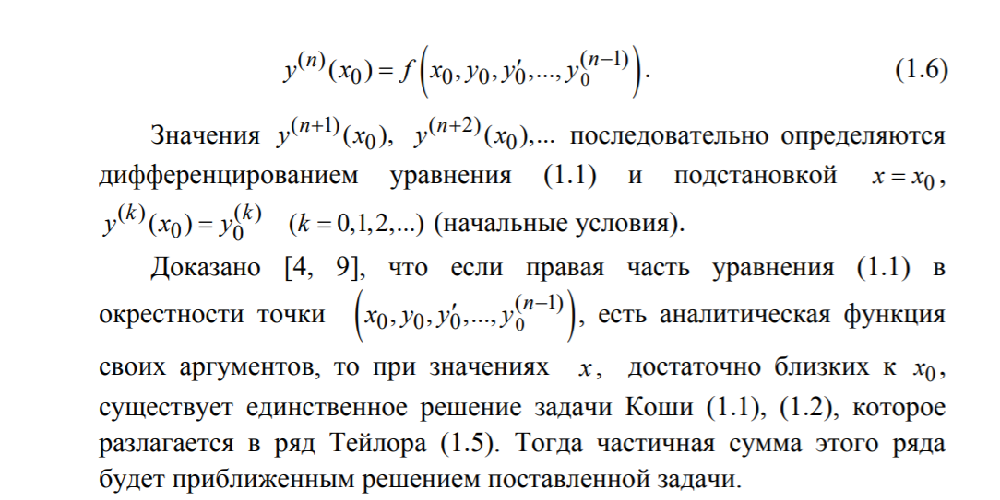 y^{(n)}(x_0) = f\left(x_0, y_0, y_0', ..., y_0^{(n-1)}\right). (1.6)
Значения y^{(n+1)}(x_0), y^{(n+2)}(x_0),... последовательно определяются
дифференцированием уравнения (1.1) и подстановкой x = x_0,
y^{(k)}(x_0) = y_0^{(k)} (k = 0,1,2,...) (начальные условия).
Доказано [4, 9], что если правая часть уравнения (1.1) в
окрестности точки \left(x_0, y_0, y_0', ..., y_0^{(n-1)}\right), есть аналитическая функция
своих аргументов, то при значениях x, достаточно близких к x_0,
существует единственное решение задачи Коши (1.1), (1.2), которое
разлагается в ряд Тейлора (1.5). Тогда частичная сумма этого ряда
будет приближенным решением поставленной задачи.